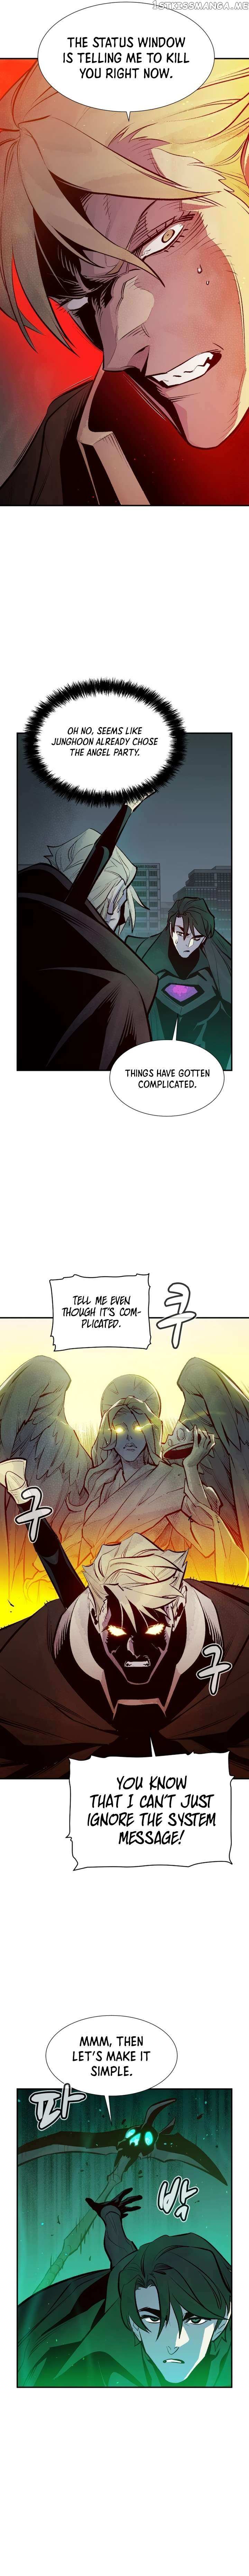 1STKISSMANGA.ME
THE STATUS WINDOW
IS TELLING ME TO KILL
YOU RIGHT NOW.
OH NO, SEEMS LIKE
JUNGHOON ALREADY CHOSE
THE ANGEL PARTY.
THINGS HAVE GOTTEN
COMPLICATED.
TELL ME EVEN
THOUGH IT'S COM-
PLICATED.
쿠
구
구
YOU KNOW
THAT I CAN'T JUST
IGNORE THE SYSTEM
MESSAGE!
MMM, THEN
LET'S MAKE IT
SIMPLE.
파
밧